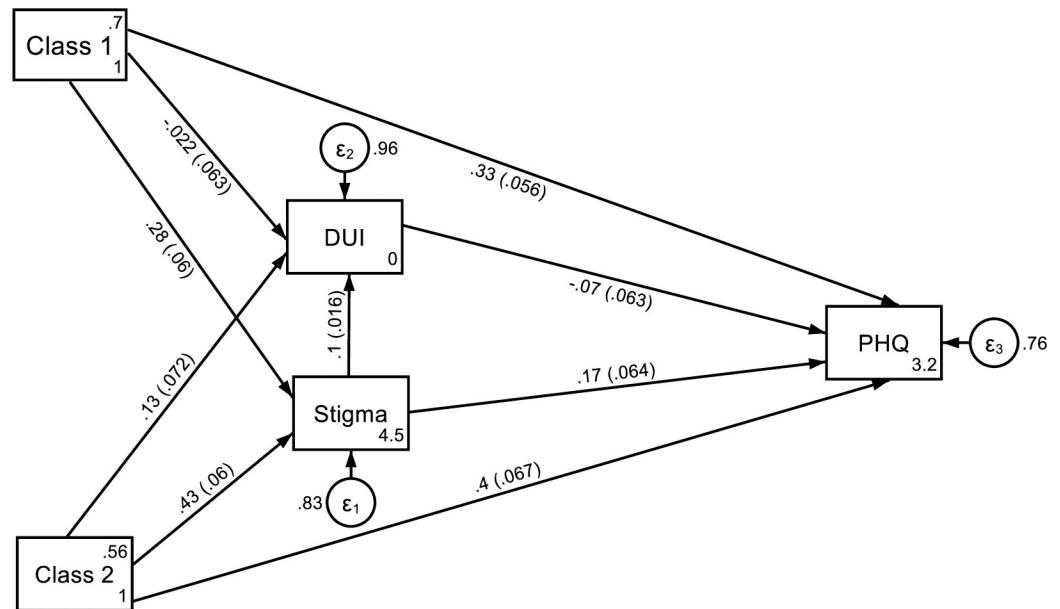 .7
Class 1
1
-.022 (.063)
.33 (.056)
ε₂
.96
.28 (.06)
DUI
0
-.07 (.063)
.1 (.016)
PHQ
3.2
ε₃
.76
.13 (.072)
.17 (.064)
Stigma
4.5
.43 (.06)
.4 (.067)
.83
ε₁
.56
Class 2
1